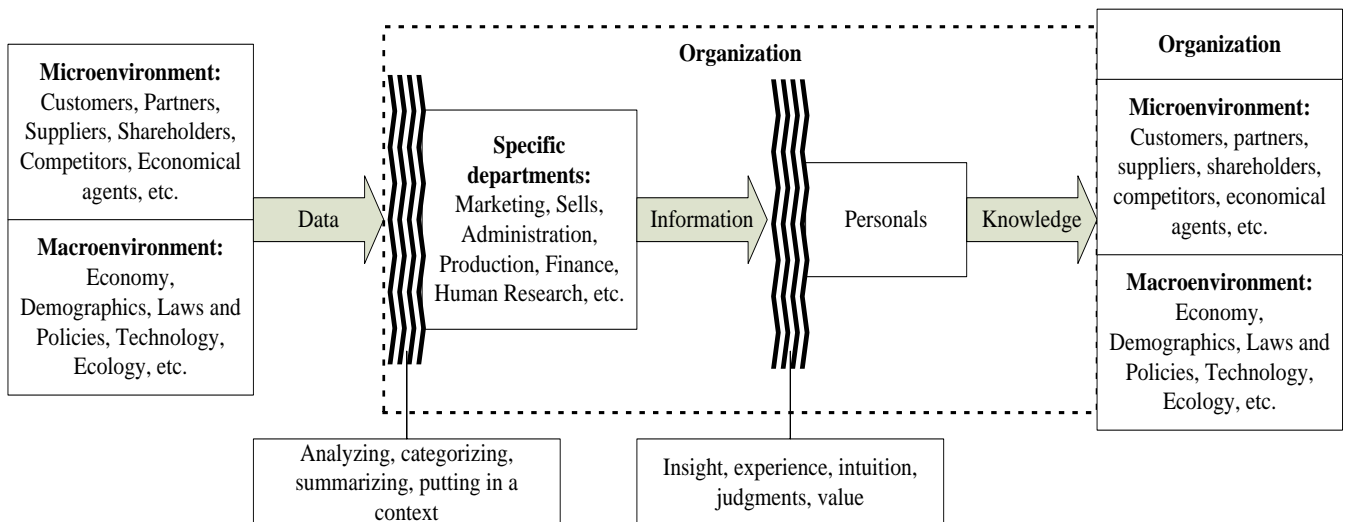 Microenvironment:
Customers, Partners,
Suppliers, Shareholders,
Competitors, Economical
agents, etc.
Macroenvironment:
Economy,
Demographics, Laws and
Policies, Technology,
Ecology, etc.
Data
Organization
Specific
departments:
Marketing, Sells,
Administration,
Production, Finance,
Human Research, etc.
Information
Personals
Knowledge
Organization
Microenvironment:
Customers, partners,
suppliers, shareholders,
competitors, economical
agents, etc.
Macroenvironment:
Economy,
Demographics, Laws and
Policies, Technology,
Ecology, etc.
Analyzing, categorizing,
summarizing, putting in a
context
Insight, experience, intuition,
judgments, value